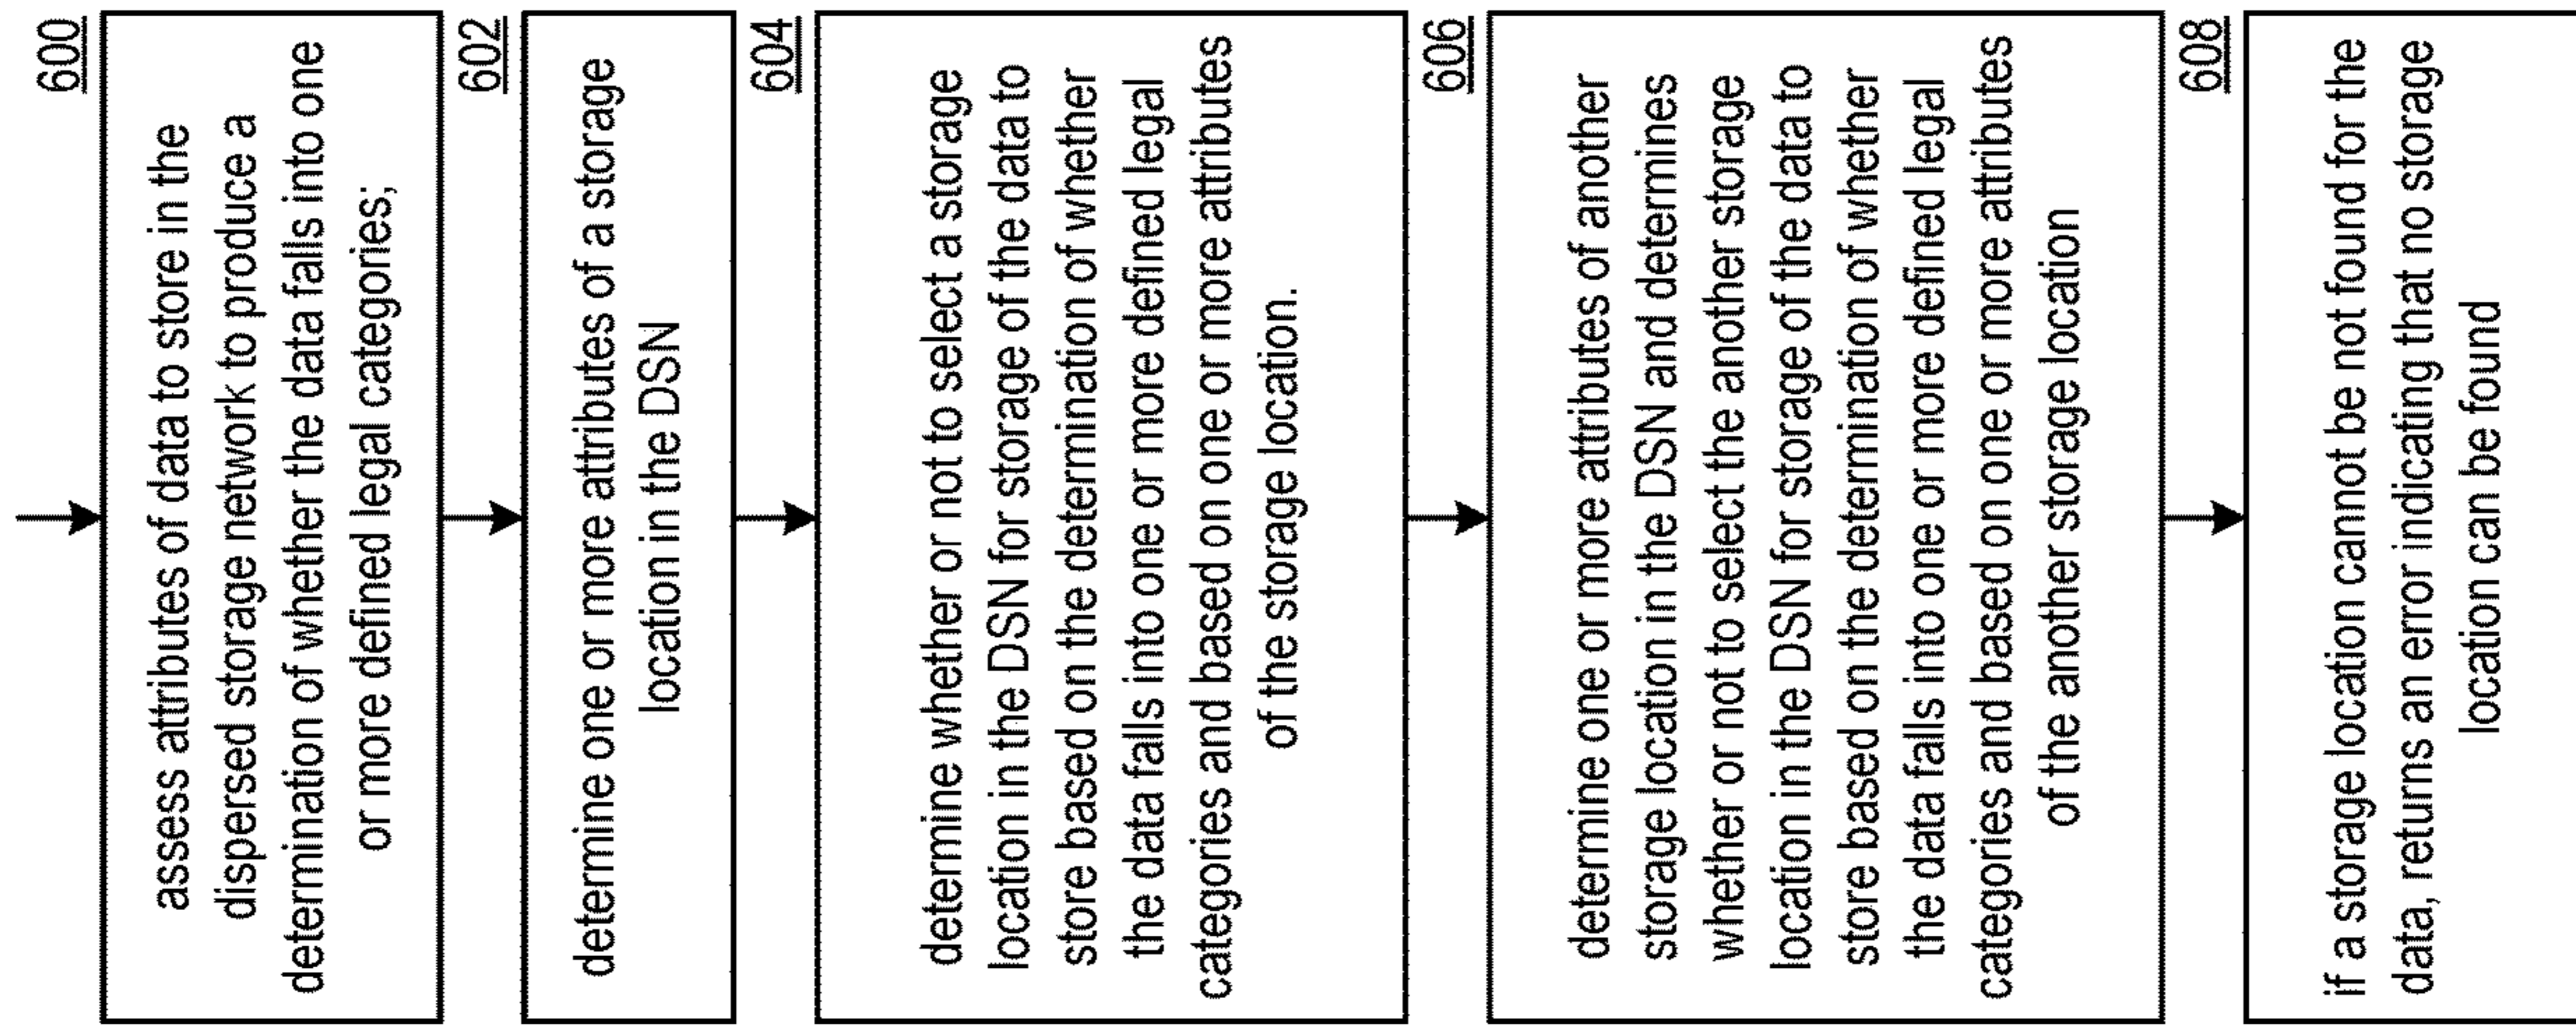 600
assess attributes of data to store in the
dispersed storage network to produce a
determination of whether the data falls into one
or more defined legal categories;
602
determine one or more attributes of a storage
location in the DSN
604
determine whether or not to select a storage
location in the DSN for storage of the data to
store based on the determination of whether
the data falls into one or more defined legal
categories and based on one or more attributes
of the storage location.
606
determine one or more attributes of another
storage location in the DSN and determines
whether or not to select the another storage
location in the DSN for storage of the data to
store based on the determination of whether
the data falls into one or more defined legal
categories and based on one or more attributes
of the another storage location
608
if a storage location cannot be not found for the
data, returns an error indicating that no storage
location can be found